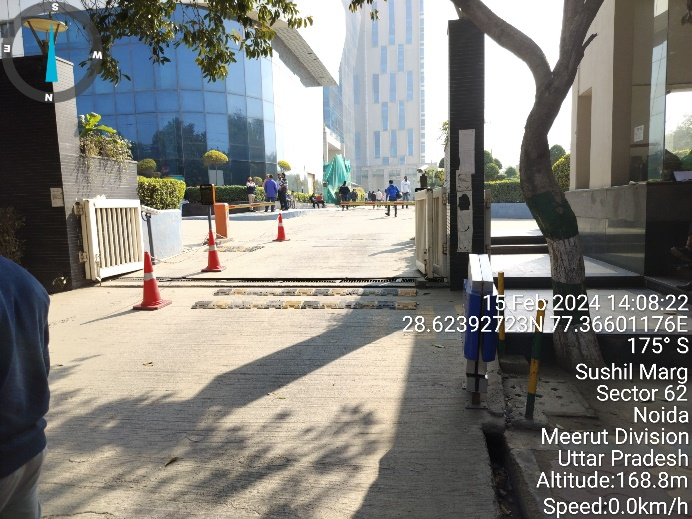 S
E
W
N
15 Feb 2024 14:08:22
28.62392723N 77.36601176E
175° S
Sushil Marg
Sector 62
Noida
Meerut Division
Uttar Pradesh
Altitude:168.8m
Speed:0.0km/h